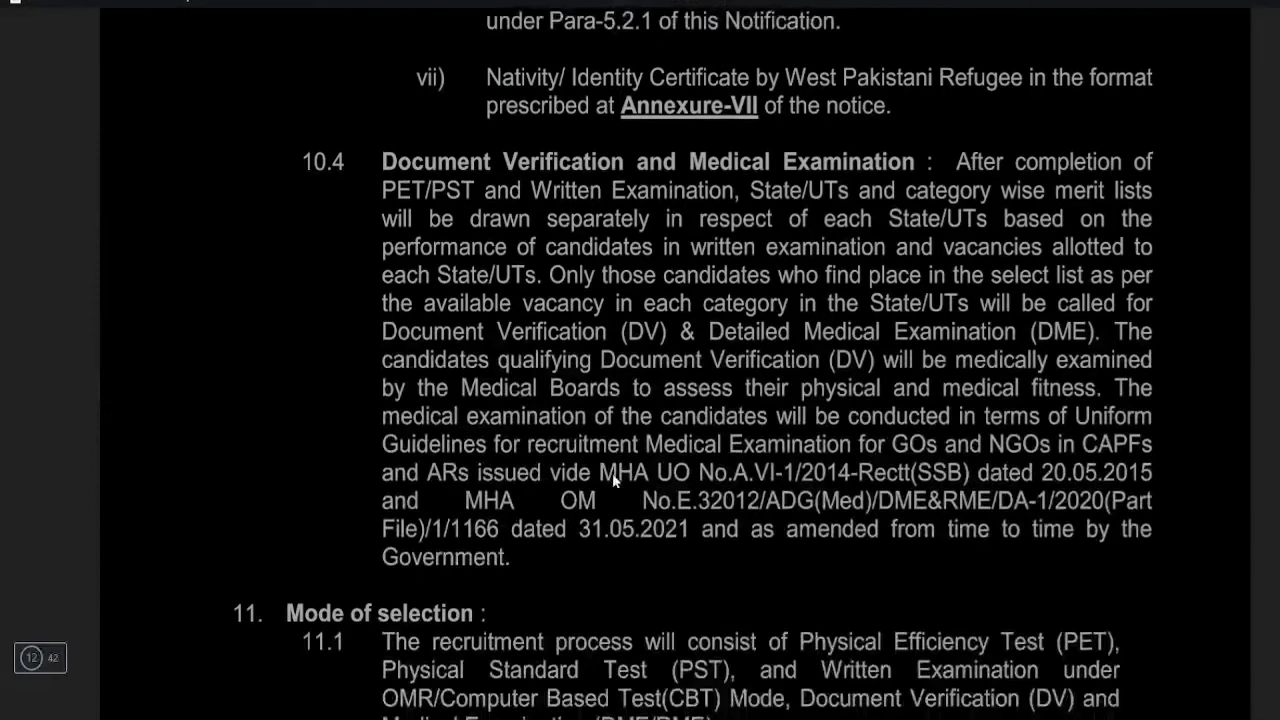 under Para-5.2.1 of this Notification.
vii) Nativity/ Identity Certificate by West Pakistani Refugee in the format
prescribed at Annexure-VII of the notice.
10.4 Document Verification and Medical Examination : After completion of
PET/PST and Written Examination, State/UTs and category wise merit lists
will be drawn separately in respect of each State/UTs based on the
performance of candidates in written examination and vacancies allotted to
each State/UTs. Only those candidates who find place in the select list as per
the available vacancy in each category in the State/UTs will be called for
Document Verification (DV) & Detailed Medical Examination (DME). The
candidates qualifying Document Verification (DV) will be medically examined
by the Medical Boards to assess their physical and medical fitness. The
medical examination of the candidates will be conducted in terms of Uniform
Guidelines for recruitment Medical Examination for GOs and NGOs in CAPFs
and ARs issued vide MHA UO No.A.VI-1/2014-Rectt(SSB) dated 20.05.2015
and MHA OM No.E.32012/ADG(Med)/DME&RME/DA-1/2020(Part
File)/1/1166 dated 31.05.2021 and as amended from time to time by the
Government.
11. Mode of selection :
11.1 The recruitment process will consist of Physical Efficiency Test (PET),
Physical Standard Test (PST), and Written Examination under
OMR/Computer Based Test(CBT) Mode, Document Verification (DV) and
12 42